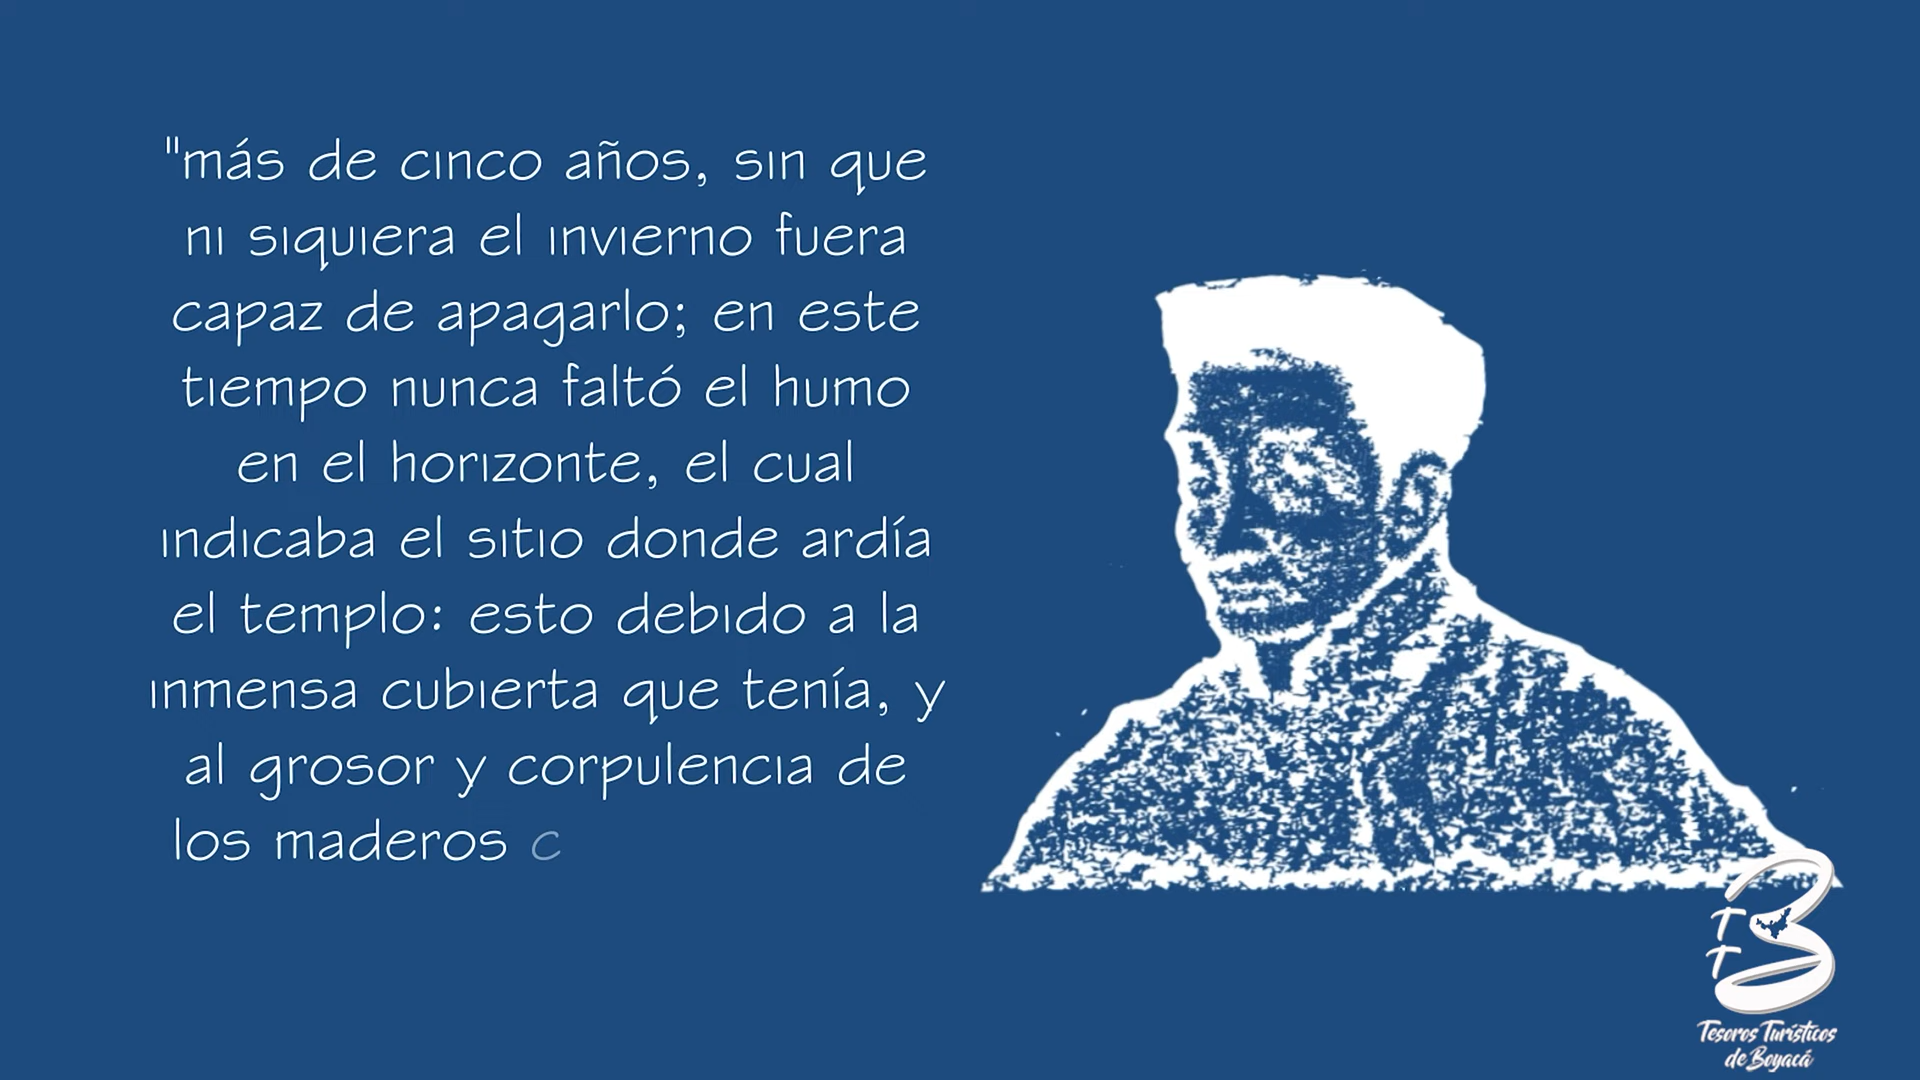 "más de cinco años, sin que
ni siquiera el invierno fuera
capaz de apagarlo; en este
tiempo nunca faltó el humo
en el horizonte, el cual
indicaba el sitio donde ardía
el templo: esto debido a la
inmensa cubierta que tenía, y
al grosor y corpulencia de
los maderos c
T
T
B
Tesoros Turísticos
de Boyacá